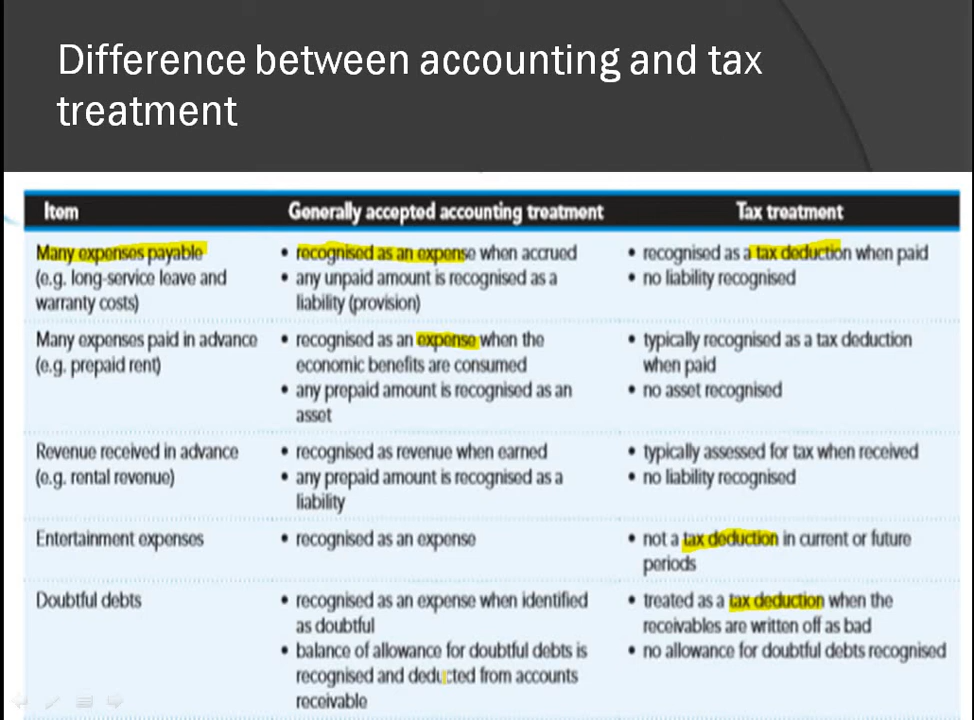 Difference between accounting and tax
treatment
Item Generally accepted accounting treatment Tax treatment
Many expenses payable
(e.g. long-service leave and
warranty costs)
• recognised as an expense when accrued
• any unpaid amount is recognised as a
liability (provision)
• recognised as a tax deduction when paid
• no liability recognised
Many expenses paid in advance
(e.g. prepaid rent)
• recognised as an expense when the
economic benefits are consumed
• any prepaid amount is recognised as an
asset
• typically recognised as a tax deduction
when paid
• no asset recognised
Revenue received in advance
(e.g. rental revenue)
• recognised as revenue when earned
• any prepaid amount is recognised as a
liability
• typically assessed for tax when received
• no liability recognised
Entertainment expenses
• recognised as an expense
• not a tax deduction in current or future
periods
Doubtful debts
• recognised as an expense when identified
as doubtful
• balance of allowance for doubtful debts is
recognised and deducted from accounts
receivable
• treated as a tax deduction when the
receivables are written off as bad
• no allowance for doubtful debts recognised